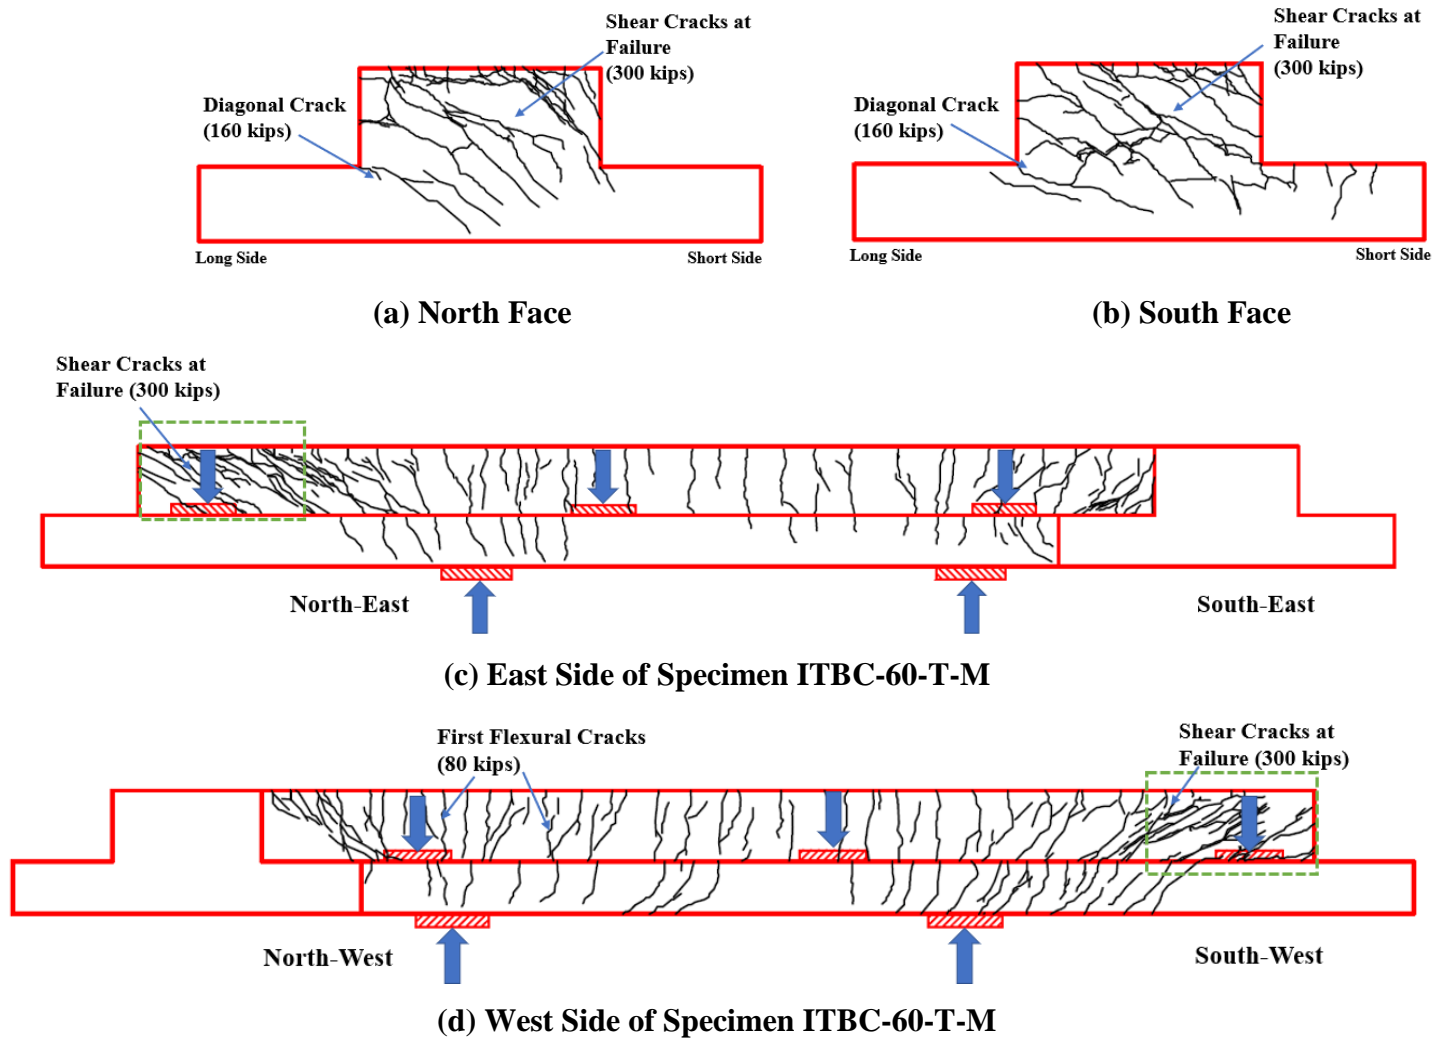 Shear Cracks at
Failure
(300 kips)
Diagonal Crack
(160 kips)
Long Side
Short Side
(a) North Face
Shear Cracks at
Failure
(300 kips)
Diagonal Crack
(160 kips)
Long Side
Short Side
(b) South Face
Shear Cracks at
Failure (300 kips)
North-East
South-East
(c) East Side of Specimen ITBC-60-T-M
First Flexural Cracks
(80 kips)
Shear Cracks at
Failure (300 kips)
North-West
South-West
(d) West Side of Specimen ITBC-60-T-M